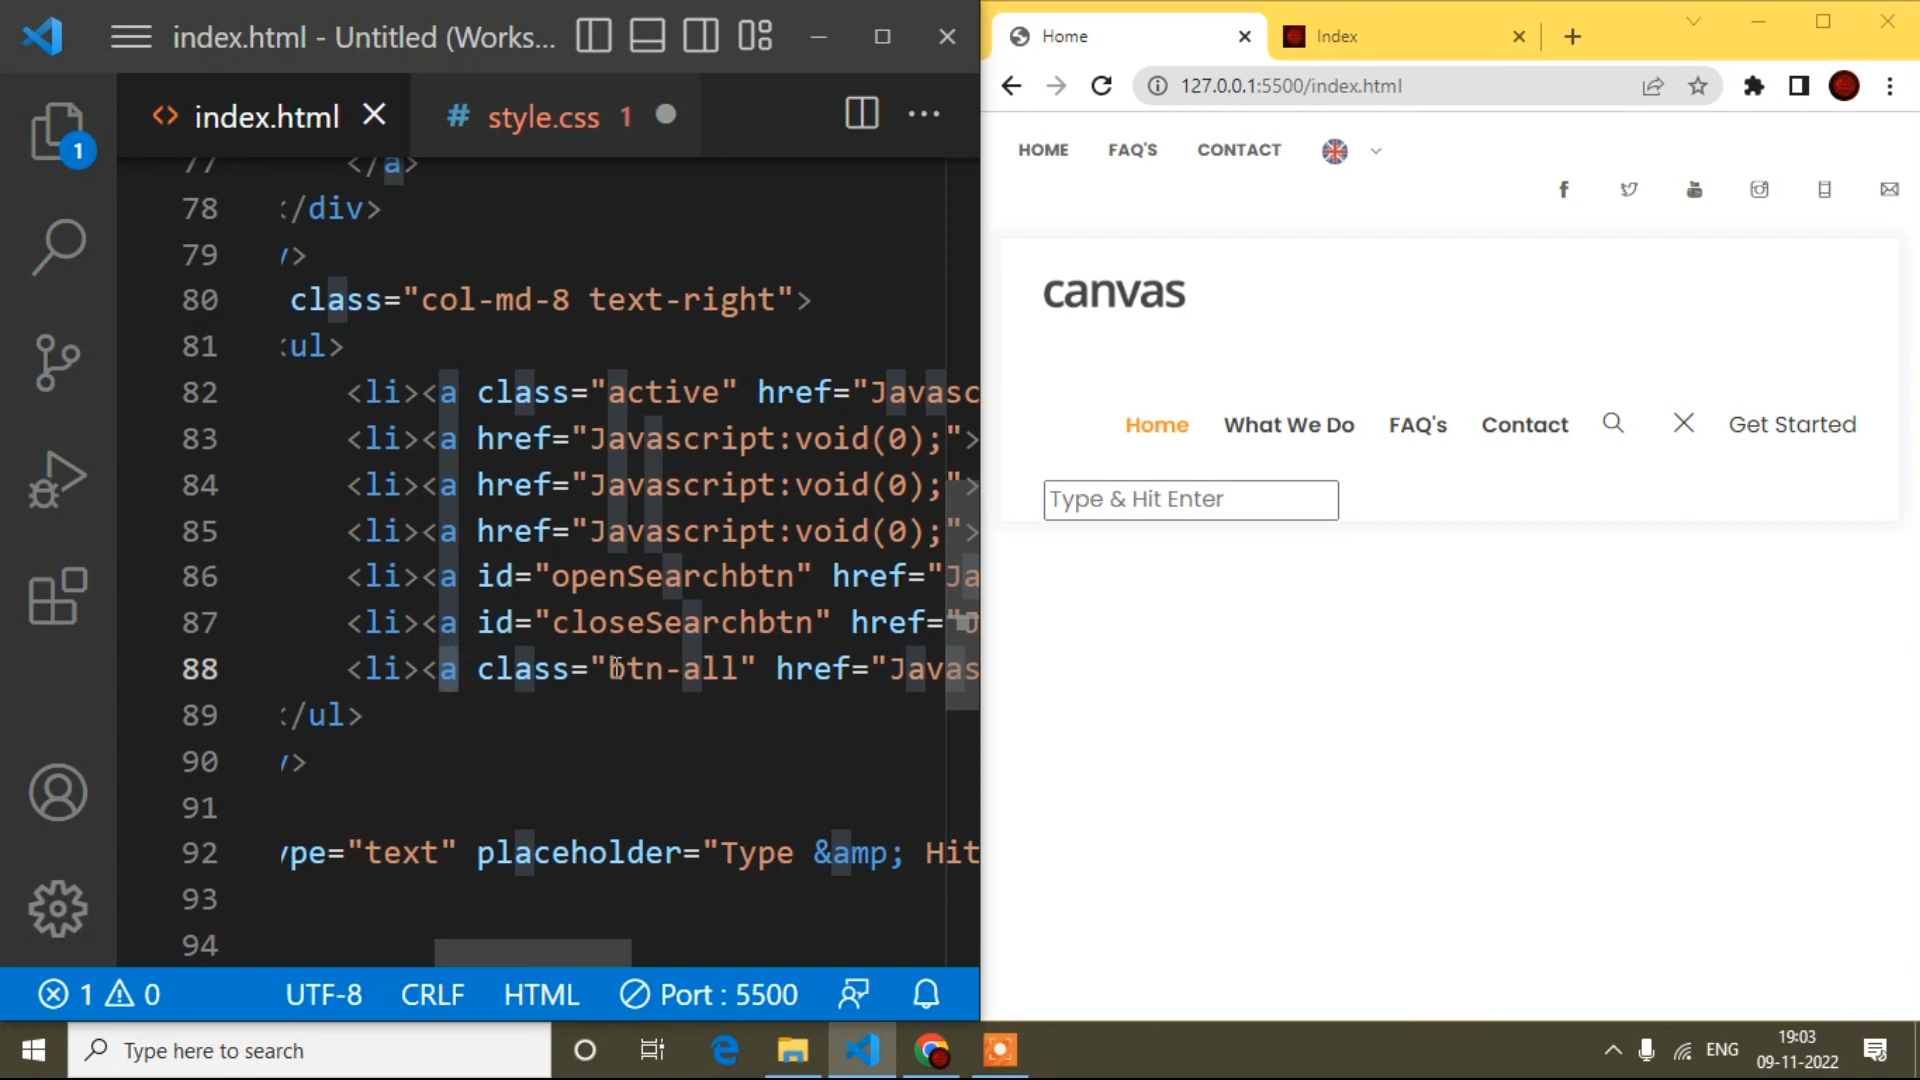 index.html - Untitled (Works...
index.html
# style.css 1
1
77 </a>
78 </div>
79 />
80 class="col-md-8 text-right">
81 ul>
82 <li><a class="active" href="Javasc
83 <li><a href="Javascript:void(0);">
84 <li><a href="Javascript:void(0);">
85 <li><a href="Javascript:void(0);">
86 <li><a id="openSearchbtn" href="Ja
87 <li><a id="closeSearchbtn" href="J
88 <li><a class="btn-all" href="Javas
89 </ul>
90 />
91
92 ype="text" placeholder="Type &amp; Hit
93
94
1 0 UTF-8 CRLF HTML Port : 5500
Home
Index
127.0.0.1:5500/index.html
HOME FAQ'S CONTACT
canvas
Home What We Do FAQ's Contact Get Started
Type & Hit Enter
Type here to search
ENG
19:03
09-11-2022